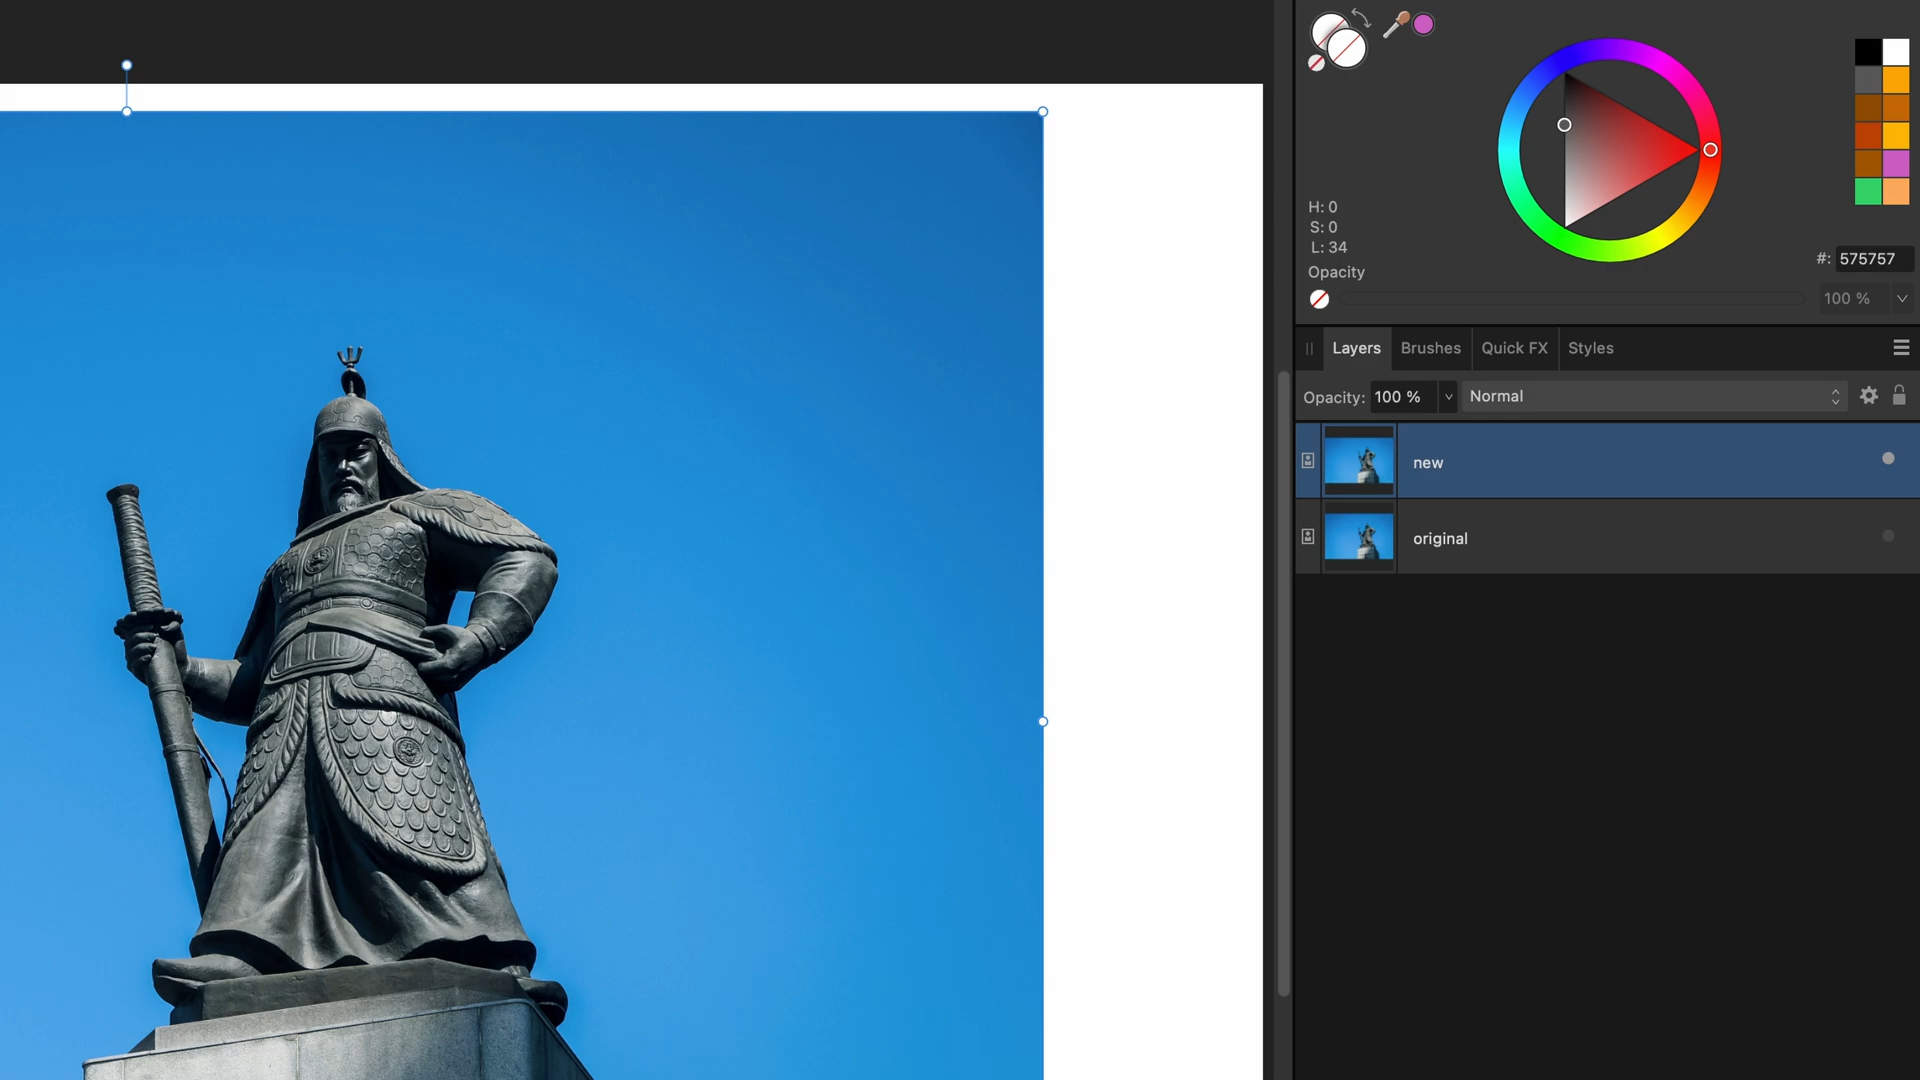 H: 0
S: 0
L: 34
Opacity
#: 575757
100 %
Layers Brushes Quick FX Styles
Opacity: 100 % Normal
new
original